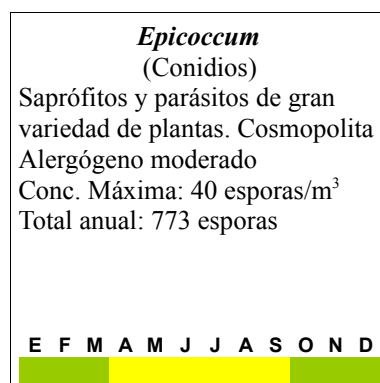 Epicoccum
(Conidios)
Saprófitos y parásitos de gran
variedad de plantas. Cosmopolita
Alergógeno moderado
Conc. Máxima: 40 esporas/m³
Total anual: 773 esporas
E F M A M J J A S O N D